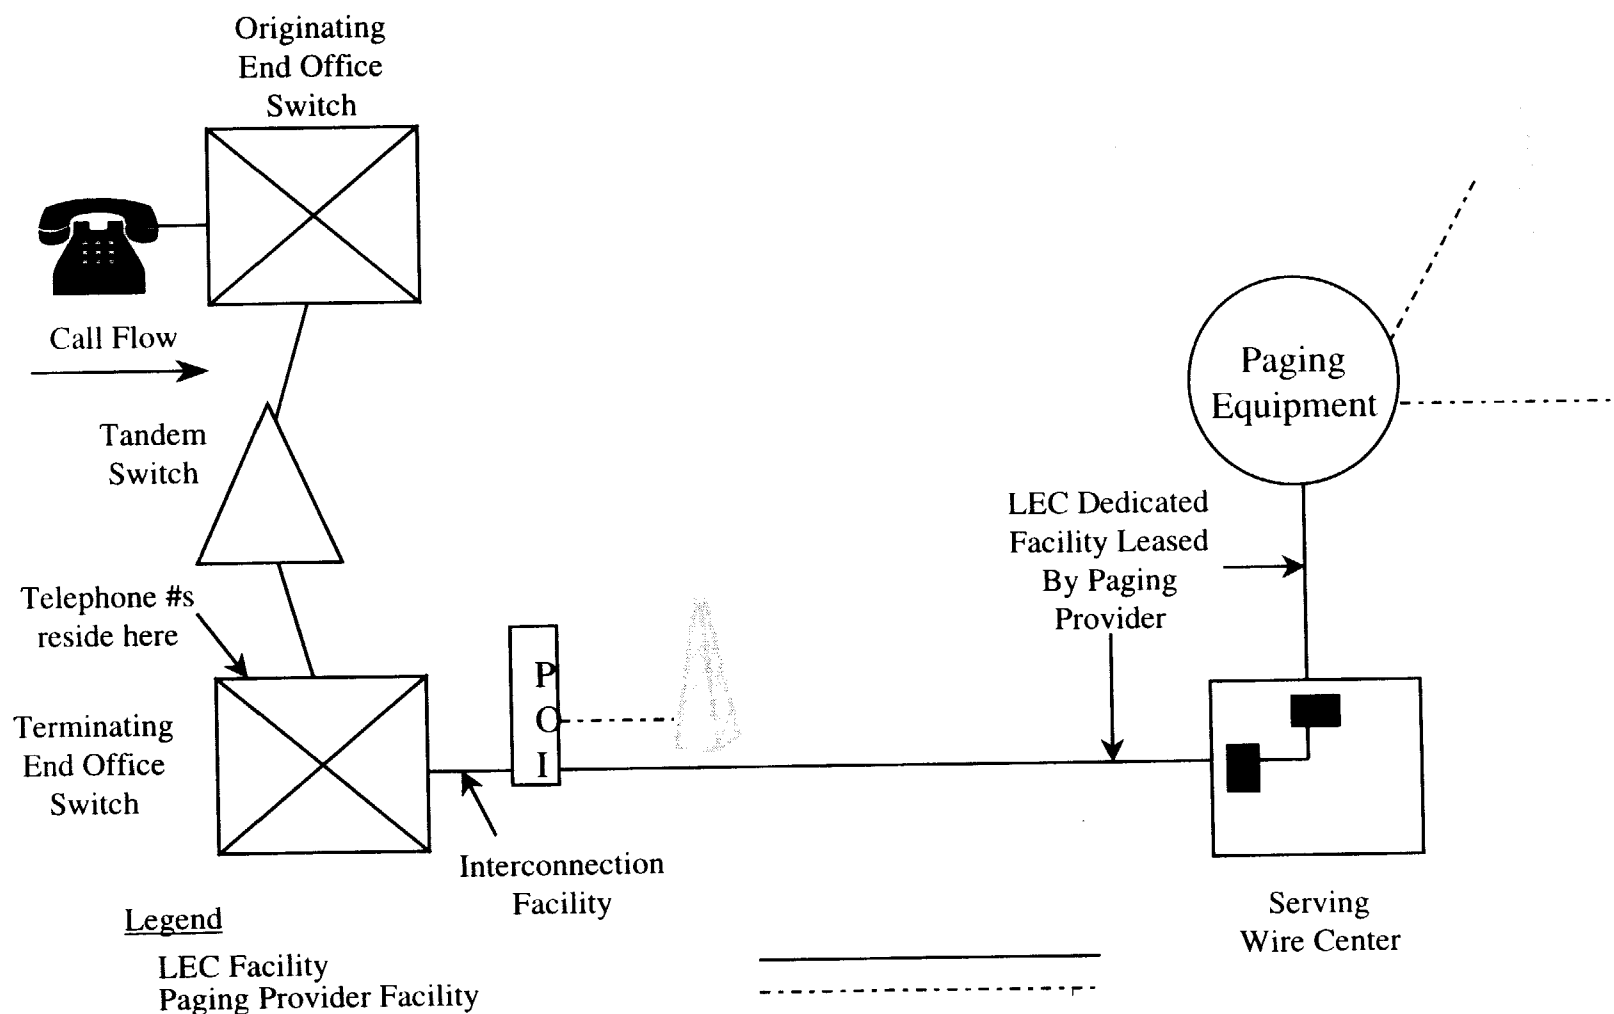 Originating
End Office
Switch
Call Flow
Tandem
Switch
Telephone #s
reside here
Terminating
End Office
Switch
P
O
I
Interconnection
Facility
LEC Dedicated
Facility Leased
By Paging
Provider
Paging
Equipment
Serving
Wire Center
Legend
LEC Facility
Paging Provider Facility